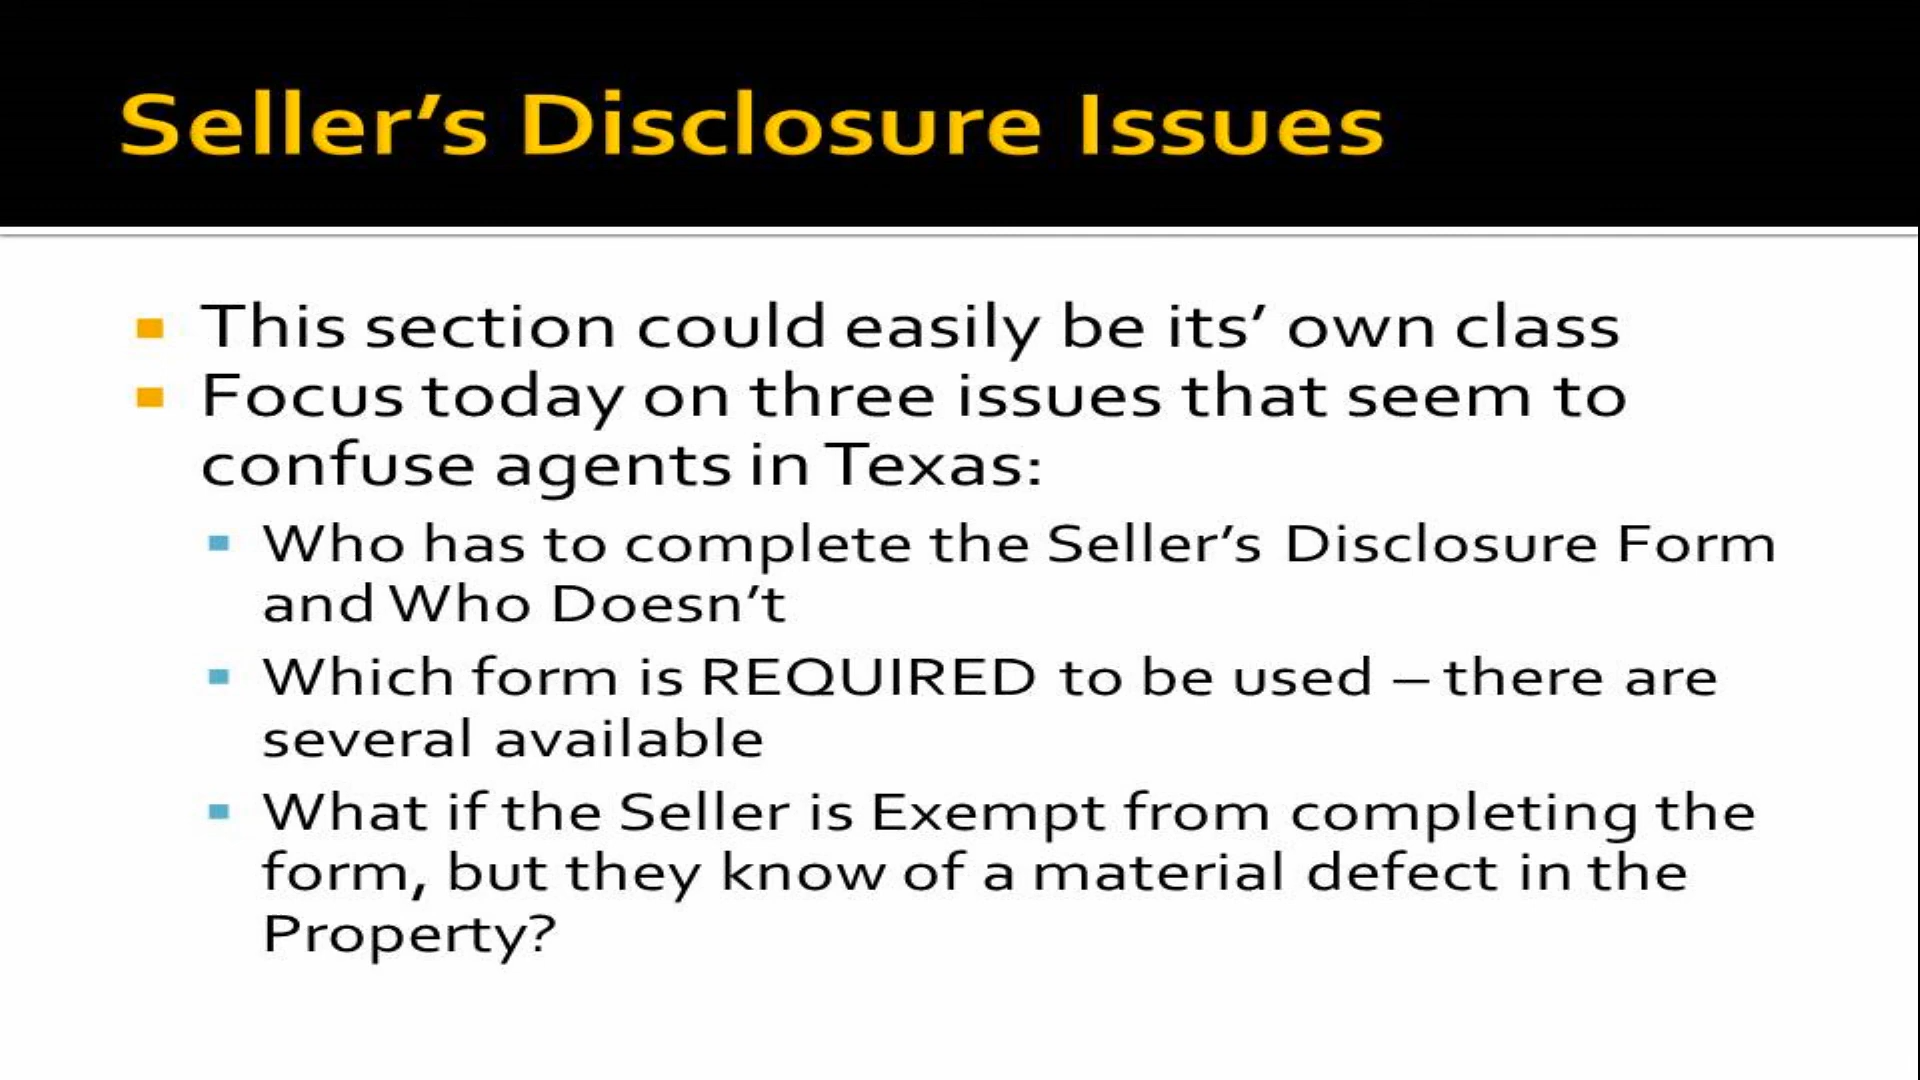 Seller’s Disclosure Issues
This section could easily be its’ own class
Focus today on three issues that seem to
confuse agents in Texas:
Who has to complete the Seller’s Disclosure Form
and Who Doesn’t
Which form is REQUIRED to be used – there are
several available
What if the Seller is Exempt from completing the
form, but they know of a material defect in the
Property?